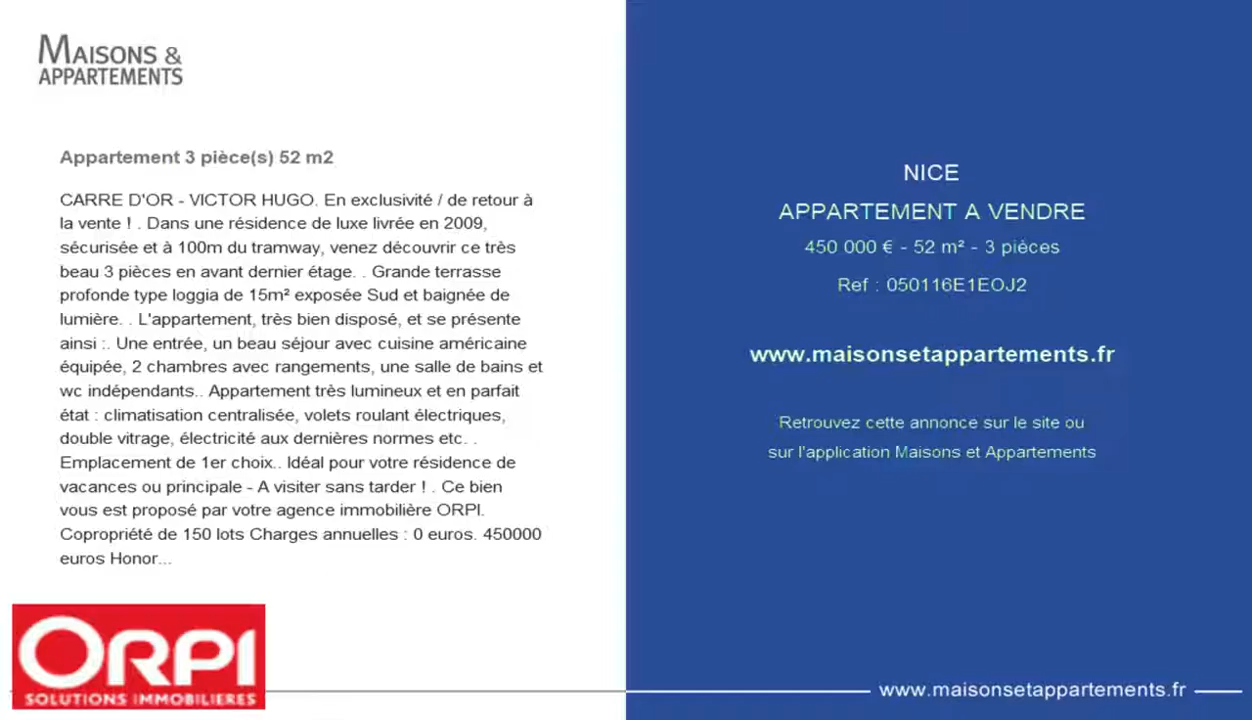 MAISONS &
APPARTEMENTS
Appartement 3 pièce(s) 52 m2
CARRE D'OR - VICTOR HUGO. En exclusivité / de retour à
la vente ! . Dans une résidence de luxe livrée en 2009,
sécurisée et à 100m du tramway, venez découvrir ce très
beau 3 pièces en avant dernier étage. . Grande terrasse
profonde type loggia de 15m² exposée Sud et baignée de
lumière. . L'appartement, très bien disposé, et se présente
ainsi :. Une entrée, un beau séjour avec cuisine américaine
équipée, 2 chambres avec rangements, une salle de bains et
wc indépendants.. Appartement très lumineux et en parfait
état : climatisation centralisée, volets roulant électriques,
double vitrage, électricité aux dernières normes etc. .
Emplacement de 1er choix.. Idéal pour votre résidence de
vacances ou principale - A visiter sans tarder ! . Ce bien
vous est proposé par votre agence immobilière ORPI.
Copropriété de 150 lots Charges annuelles : 0 euros. 450000
euros Honor...
ORPI
SOLUTIONS IMMOBILIERES
NICE
APPARTEMENT A VENDRE
450 000 € - 52 m² - 3 pièces
Ref : 050116E1EOJ2
www.maisonsetappartements.fr
Retrouvez cette annonce sur le site ou
sur l'application Maisons et Appartements
www.maisonsetappartements.fr